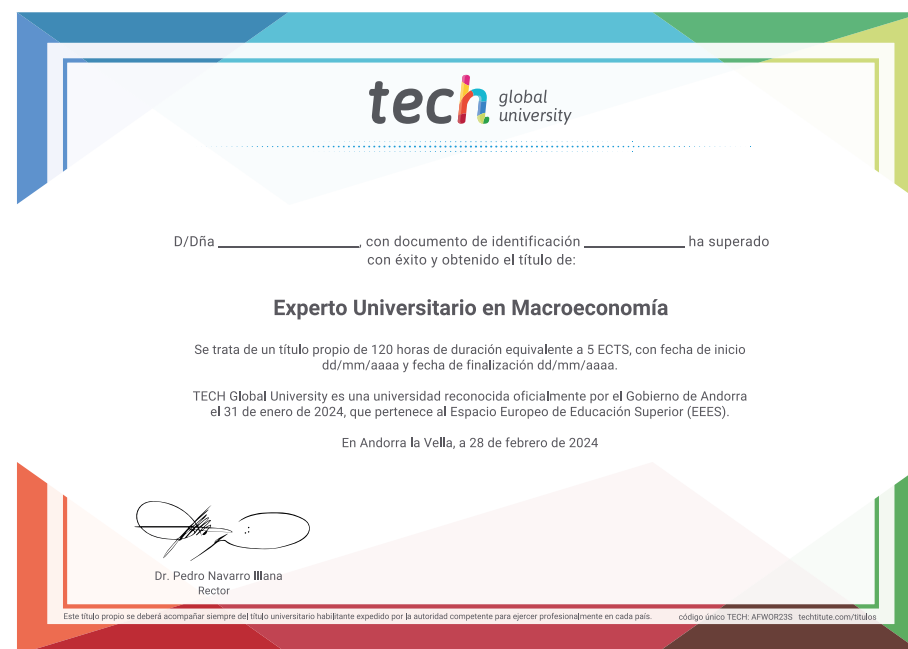 tech global university
D/Dña ____________________, con documento de identificación ______________ ha superado
con éxito y obtenido el título de:
Experto Universitario en Macroeconomía
Se trata de un título propio de 120 horas de duración equivalente a 5 ECTS, con fecha de inicio
dd/mm/aaaa y fecha de finalización dd/mm/aaaa.
TECH Global University es una universidad reconocida oficialmente por el Gobierno de Andorra
el 31 de enero de 2024, que pertenece al Espacio Europeo de Educación Superior (EEES).
En Andorra la Vella, a 28 de febrero de 2024
Dr. Pedro Navarro Illana
Rector
Este título propio se deberá acompañar siempre del título universitario habilitante expedido por la autoridad competente para ejercer profesionalmente en cada país. código único TECH: AFWOR23S techtitute.com/titulos